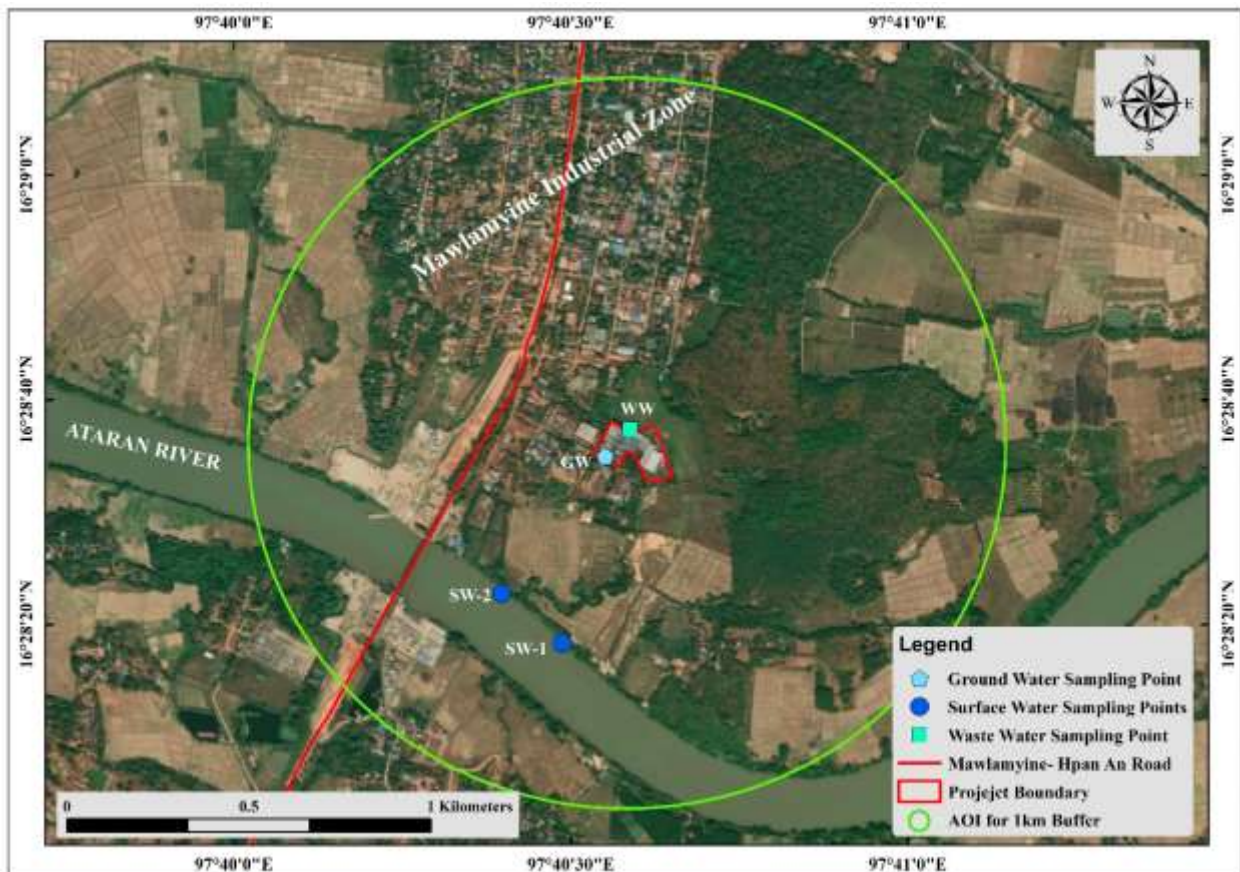 97°40'0"E 97°40'30"E 97°41'0"E
N
W E
S
Mawlamyine Industrial Zone
16°29'0"N 16°29'0"N
16°28'40"N 16°28'40"N
WW
ATARAN RIVER
GW
SW-2
16°28'20"N 16°28'20"N
SW-1
Legend
Ground Water Sampling Point
Surface Water Sampling Points
Waste Water Sampling Point
Mawlamyine- Hpan An Road
Projejct Boundary
AOI for 1km Buffer
0 0.5 1 Kilometers
97°40'0"E 97°40'30"E 97°41'0"E